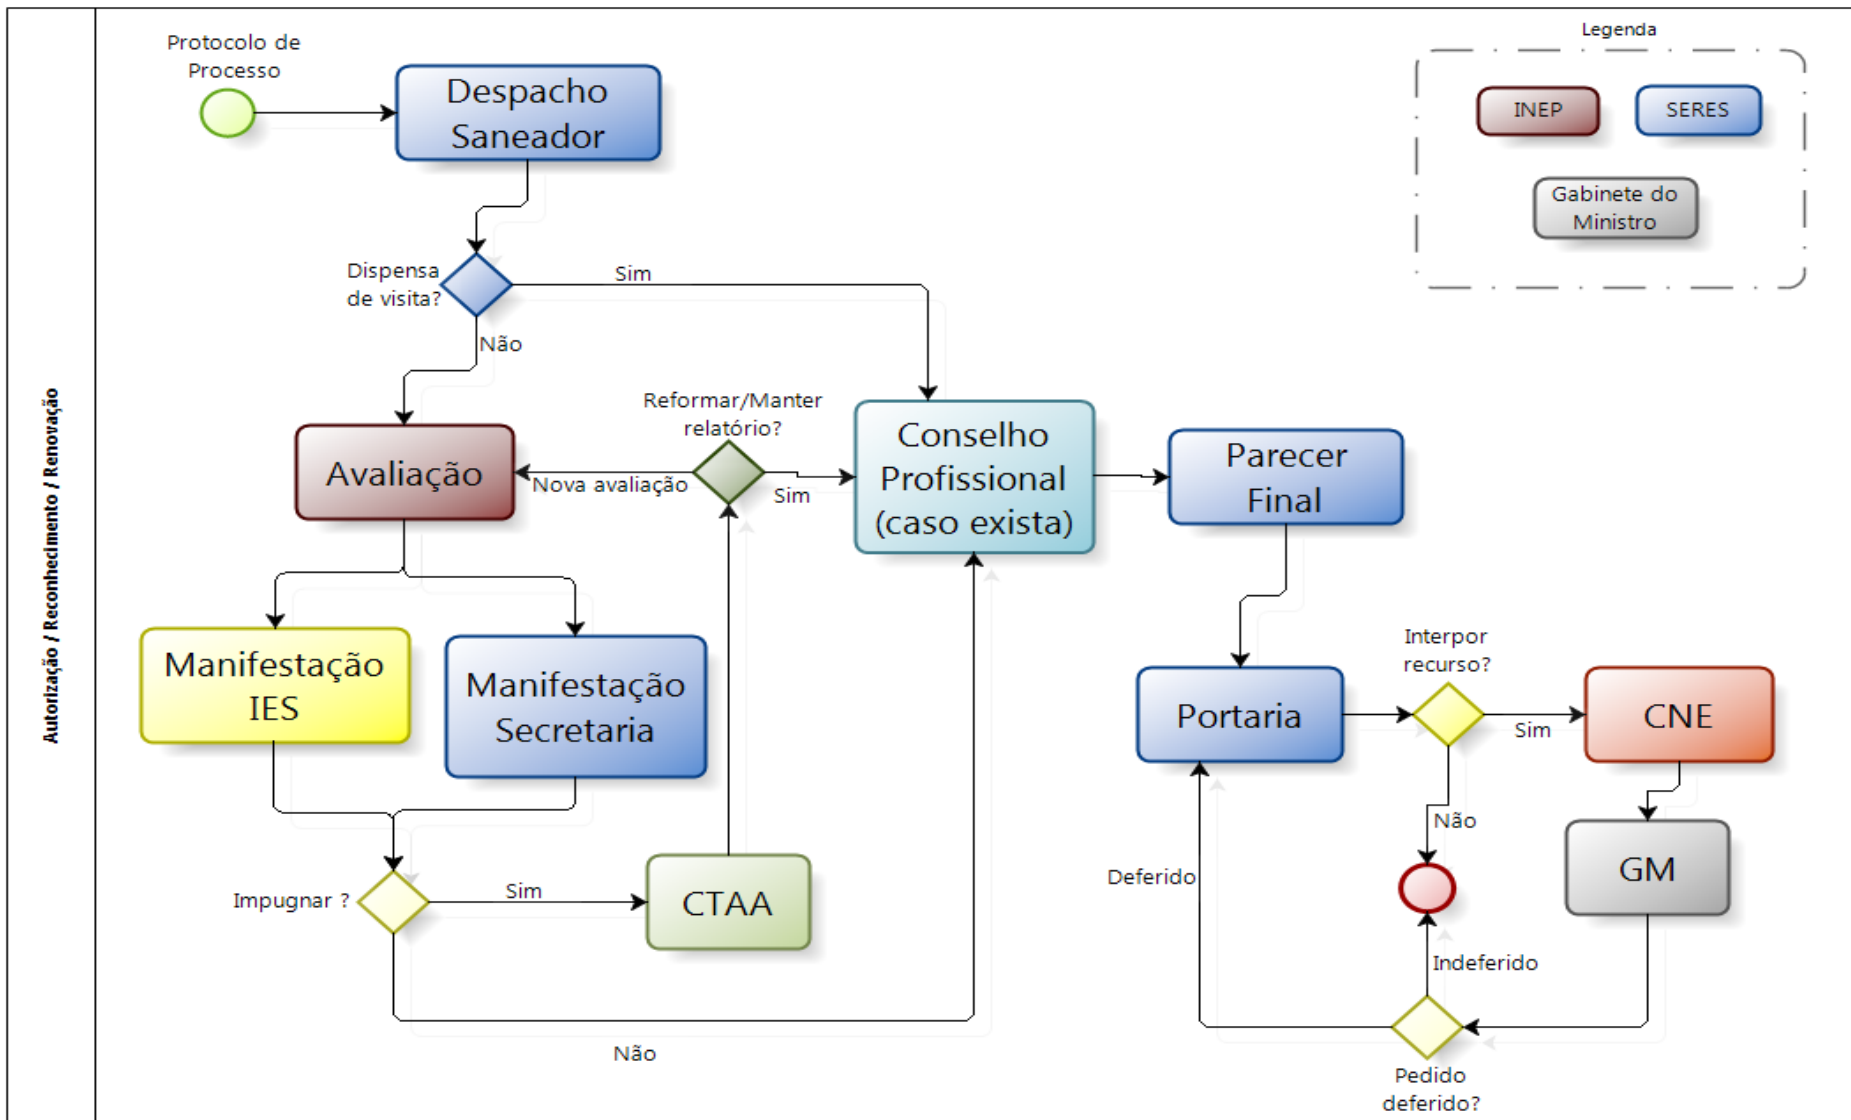 Autorização / Reconhecimento / Renovação
Protocolo de
Processo
Despacho
Saneador
Legenda
INEP
SERES
Gabinete do
Ministro
Dispensa
de visita?
Sim
Não
Reformar/Manter
relatório?
Avaliação
Nova avaliação
Sim
Conselho
Profissional
(caso exista)
Parecer
Final
Manifestação
IES
Manifestação
Secretaria
Interpor
recurso?
Portaria
Sim
CNE
Não
GM
Impugnar ?
Sim
CTAA
Deferido
Indeferido
Não
Pedido
deferido?